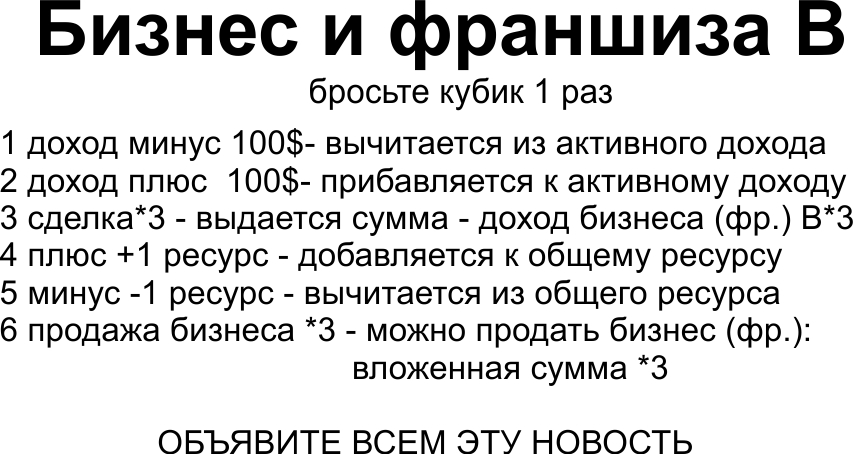 Бизнес и франшиза В
бросьте кубик 1 раз
1 доход минус 100$- вычитается из активного дохода
2 доход плюс  100$- прибавляется к активному доходу
3 сделка*3 - выдается сумма - доход бизнеса (фр.) В*3
4 плюс +1 ресурс - добавляется к общему ресурсу
5 минус -1 ресурс - вычитается из общего ресурса
6 продажа бизнеса *3 - можно продать бизнес (фр.):
вложенная сумма *3
ОБЪЯВИТЕ ВСЕМ ЭТУ НОВОСТЬ